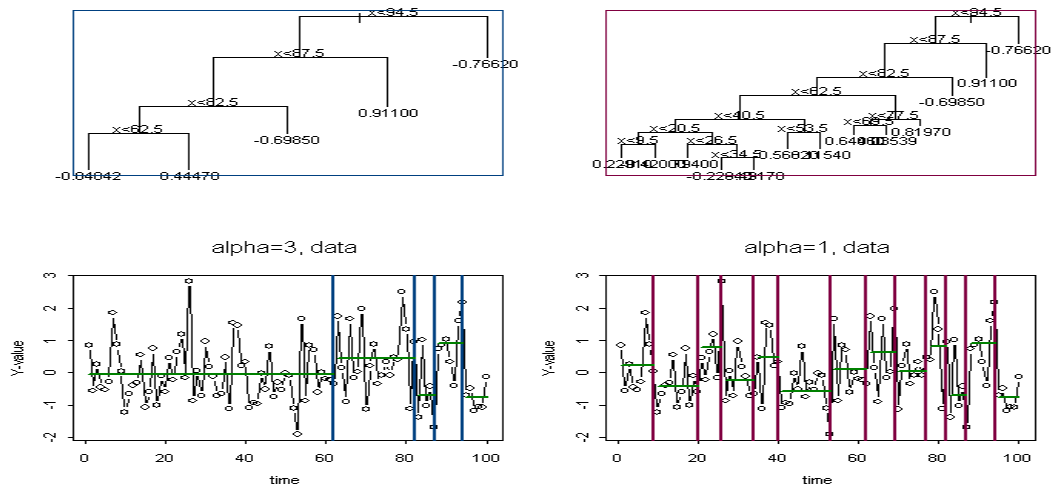 x<94.5
x<87.5
-0.76620
x<82.5
0.91100
x<62.5
-0.69850
-0.04042
0.44470
x<94.5
x<87.5
-0.76620
x<82.5
0.91100
x<62.5
-0.69850
x<40.5
x<77.5
x<20.5
x<53.5
0.81970
x<9.5
x<26.5
x<34.5
alpha=3, data
alpha=1, data
3
2
1
0
-1
-2
Y-value
0
20
40
60
80
100
time
3
2
1
0
-1
-2
Y-value
0
20
40
60
80
100
time